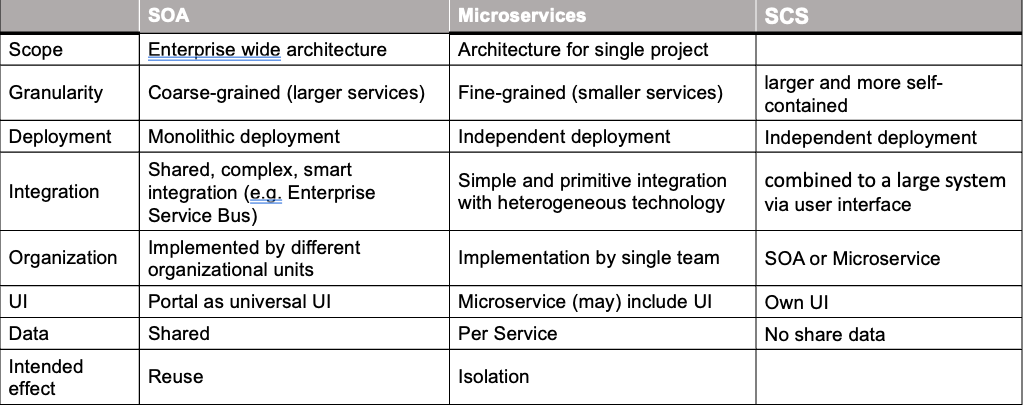 SOA Microservices SCS
Scope Enterprise wide architecture Architecture for single project
Granularity Coarse-grained (larger services) Fine-grained (smaller services) larger and more self-
contained
Deployment Monolithic deployment Independent deployment Independent deployment
Integration Shared, complex, smart
integration (e.g. Enterprise
Service Bus) Simple and primitive integration
with heterogeneous technology combined to a large system
via user interface
Organization Implemented by different
organizational units Implementation by single team SOA or Microservice
UI Portal as universal UI Microservice (may) include UI Own UI
Data Shared Per Service No share data
Intended
effect Reuse Isolation